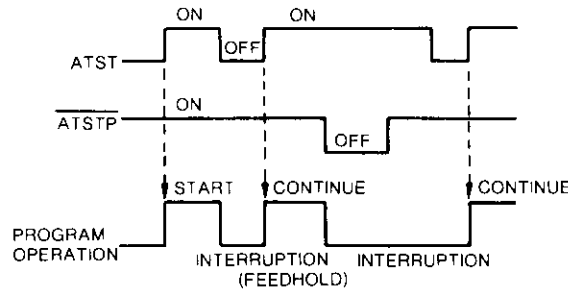 ON ON
OFF
ATST
ON
ATSTP
OFF
START CONTINUE CONTINUE
PROGRAM
OPERATION
INTERRUPTION INTERRUPTION
(FEEDHOLD)